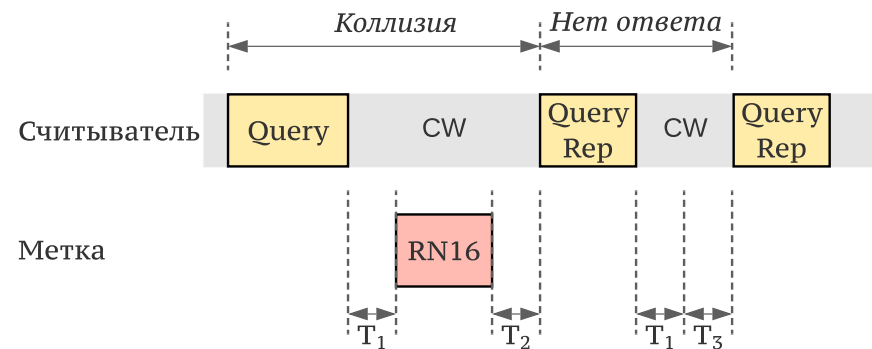 Коллизия Нет ответа
Считыватель Query CW Query Rep CW Query Rep
Метка RN16
T₁ T₂ T₁ T₃